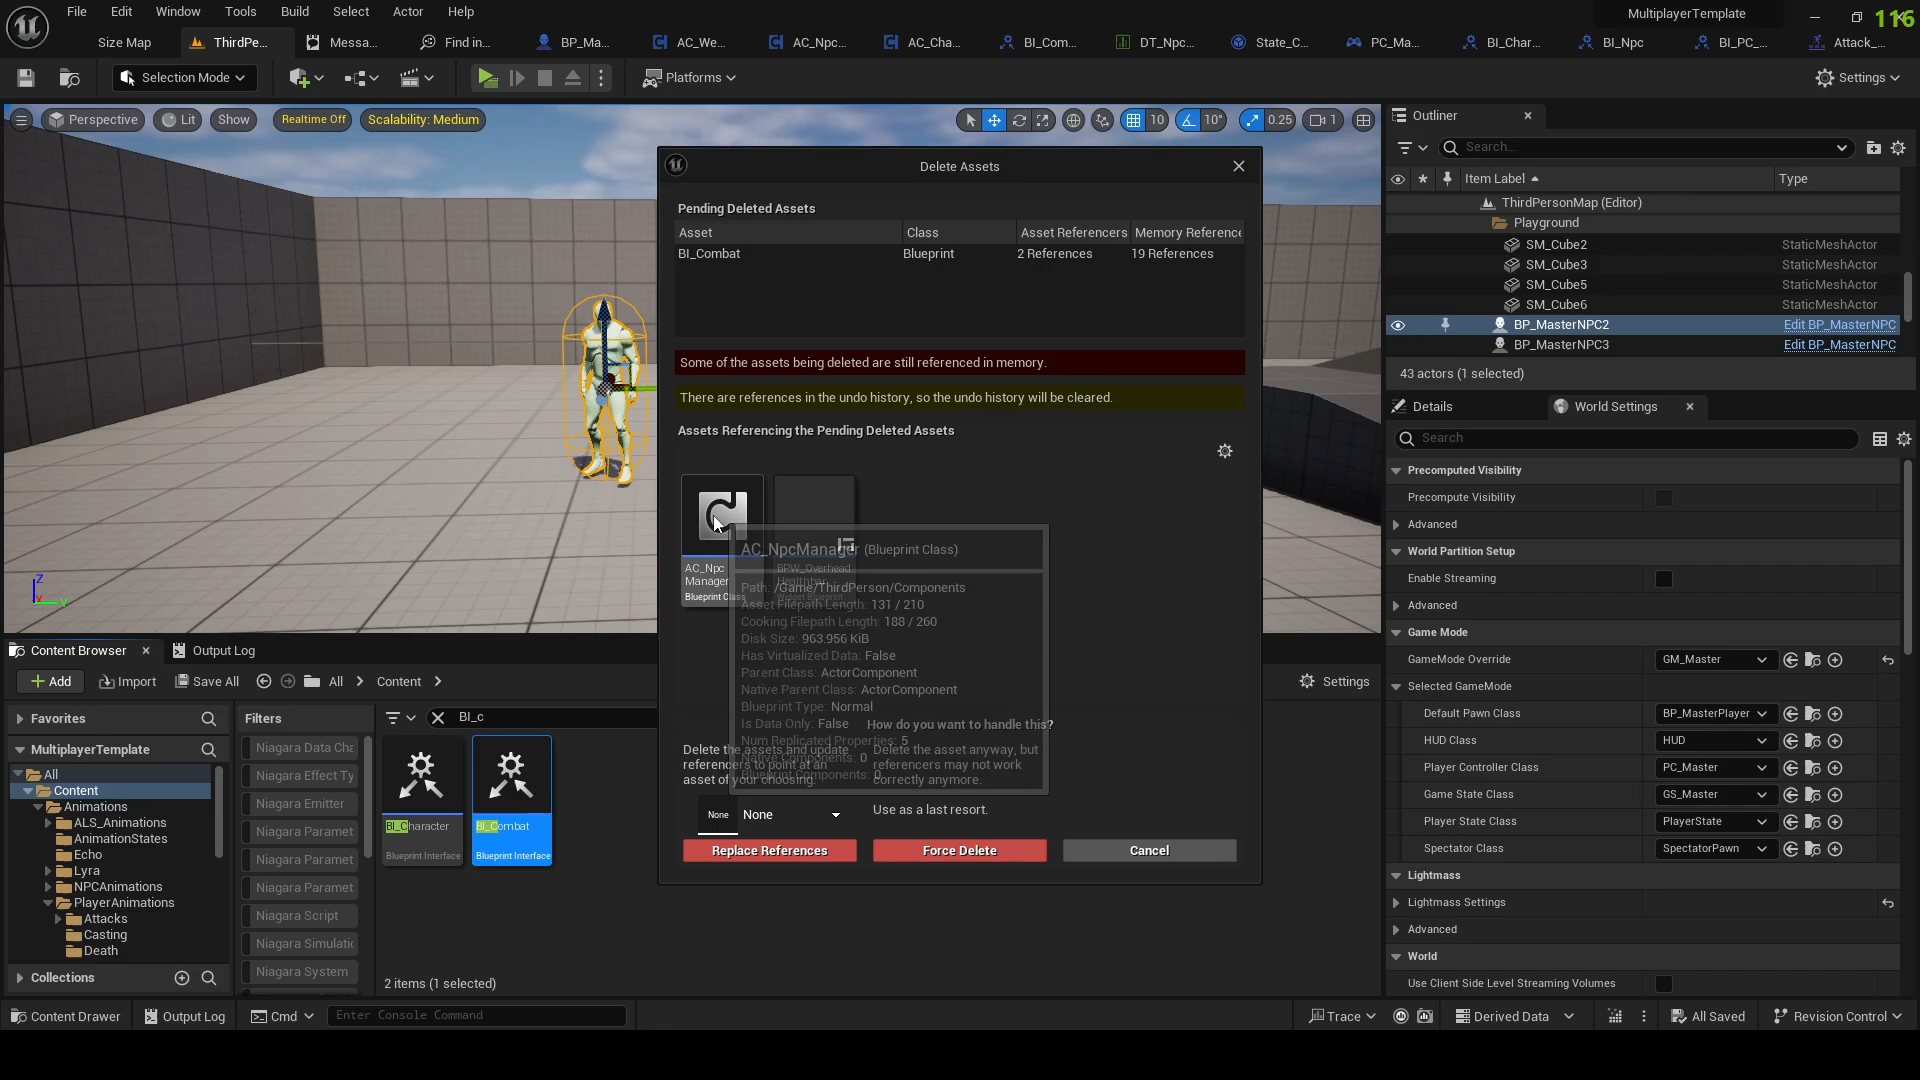 File Edit Window Tools Build Select Actor Help
MultiplayerTemplate
116
Size Map ThirdPe... Messa... Find in... BP_Ma... AC_We... AC_Npc... AC_Cha... BI_Com... DT_Npc... State_C... PC_Ma... BI_Char... BI_Npc BI_PC_... Attack_...
Selection Mode Platforms Settings
Perspective Lit Show Realtime Off Scalability: Medium 10 10° 0.25 1
Outliner
Search...
Item Label Type
ThirdPersonMap (Editor)
Playground
SM_Cube2 StaticMeshActor
SM_Cube3 StaticMeshActor
SM_Cube5 StaticMeshActor
SM_Cube6 StaticMeshActor
BP_MasterNPC2 Edit BP_MasterNPC
BP_MasterNPC3 Edit BP_MasterNPC
43 actors (1 selected)
Details World Settings
Search
Precomputed Visibility
Precompute Visibility
Advanced
World Partition Setup
Enable Streaming
Advanced
Game Mode
GameMode Override GM_Master
Selected GameMode
Default Pawn Class BP_MasterPlayer
HUD Class HUD
Player Controller Class PC_Master
Game State Class GS_Master
Player State Class PlayerState
Spectator Class SpectatorPawn
Lightmass
Lightmass Settings
Advanced
World
Use Client Side Level Streaming Volumes
Delete Assets
Pending Deleted Assets
Asset Class Asset Referencers Memory Reference
BI_Combat Blueprint 2 References 19 References
Some of the assets being deleted are still referenced in memory.
There are references in the undo history, so the undo history will be cleared.
Assets Referencing the Pending Deleted Assets
AC_Npc
Manager
Blueprint Class
BPW_Overhead
Healthbar
Widget Blueprint
AC_NpcManager (Blueprint Class)
Path: /Game/ThirdPerson/Components
Asset Filepath Length: 131 / 210
Cooking Filepath Length: 188 / 260
Disk Size: 963.956 KiB
Has Virtualized Data: False
Parent Class: ActorComponent
Native Parent Class: ActorComponent
Blueprint Type: Normal
Is Data Only: False
Num Replicated Properties: 5
Native Components: 0
Blueprint Components: 0
How do you want to handle this?
Delete the assets and update
referencers to point at an
asset of your choosing.
None None
Delete the asset anyway, but
referencers may not work
correctly anymore.
Use as a last resort.
Replace References Force Delete Cancel
Z
Y
X
Content Browser Output Log
Add Import Save All All Content Settings
Favorites
MultiplayerTemplate
All
Content
Animations
ALS_Animations
AnimationStates
Echo
Lyra
NPCAnimations
PlayerAnimations
Attacks
Casting
Death
Collections
Filters
Niagara Data Cha
Niagara Effect Ty
Niagara Emitter
Niagara Paramet
Niagara Paramet
Niagara Paramet
Niagara Script
Niagara Simulatic
Niagara System
BI_c
BI_Character
Blueprint Interface
BI_Combat
Blueprint Interface
2 items (1 selected)
Content Drawer Output Log Cmd Enter Console Command Trace Derived Data All Saved Revision Control